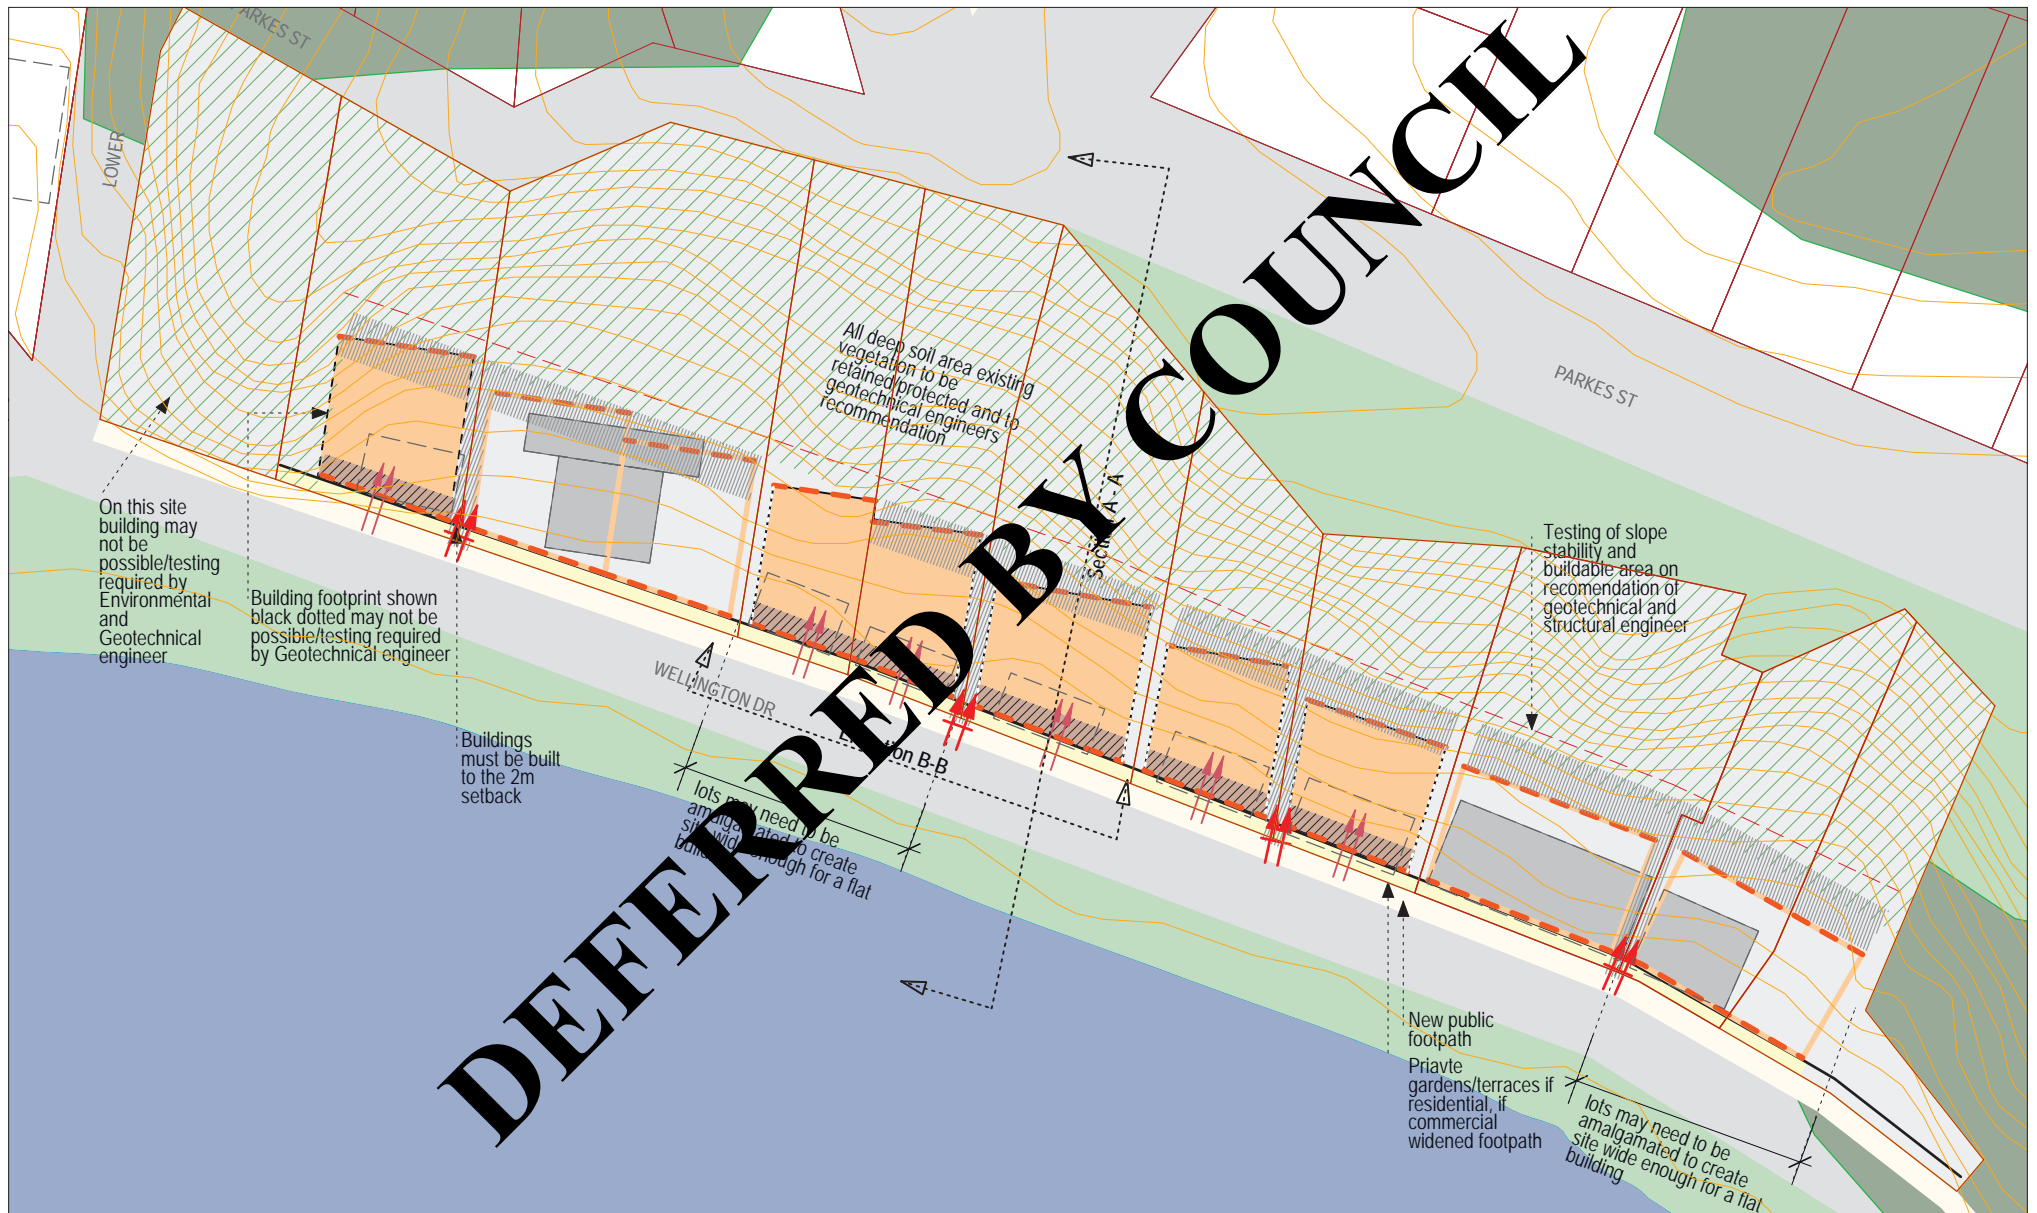 PARKES ST
LOWER
DEFERRED BY COUNCIL
PARKES ST
All deep soil area existing
vegetation to be
retained protected and to
geotechnical engineers
recommendation
Section A - A
On this site
building may
not be
possible/testing
required by
Environmental
and
Geotechnical
engineer
Building footprint shown
black dotted may not be
possible/testing required
by Geotechnical engineer
Testing of slope
stability and
buildable area on
recomendation of
geotechnical and
structural engineer
WELLINGTON DR
Elevation B-B
Buildings
must be built
to the 2m
setback
lots may need to be
amalgamated to create
site wide enough for a flat
building
New public
footpath
Priavte
gardens/terraces if
residential, if
commercial
widened footpath
lots may need to be
amalgamated to create
site wide enough for a flat
building